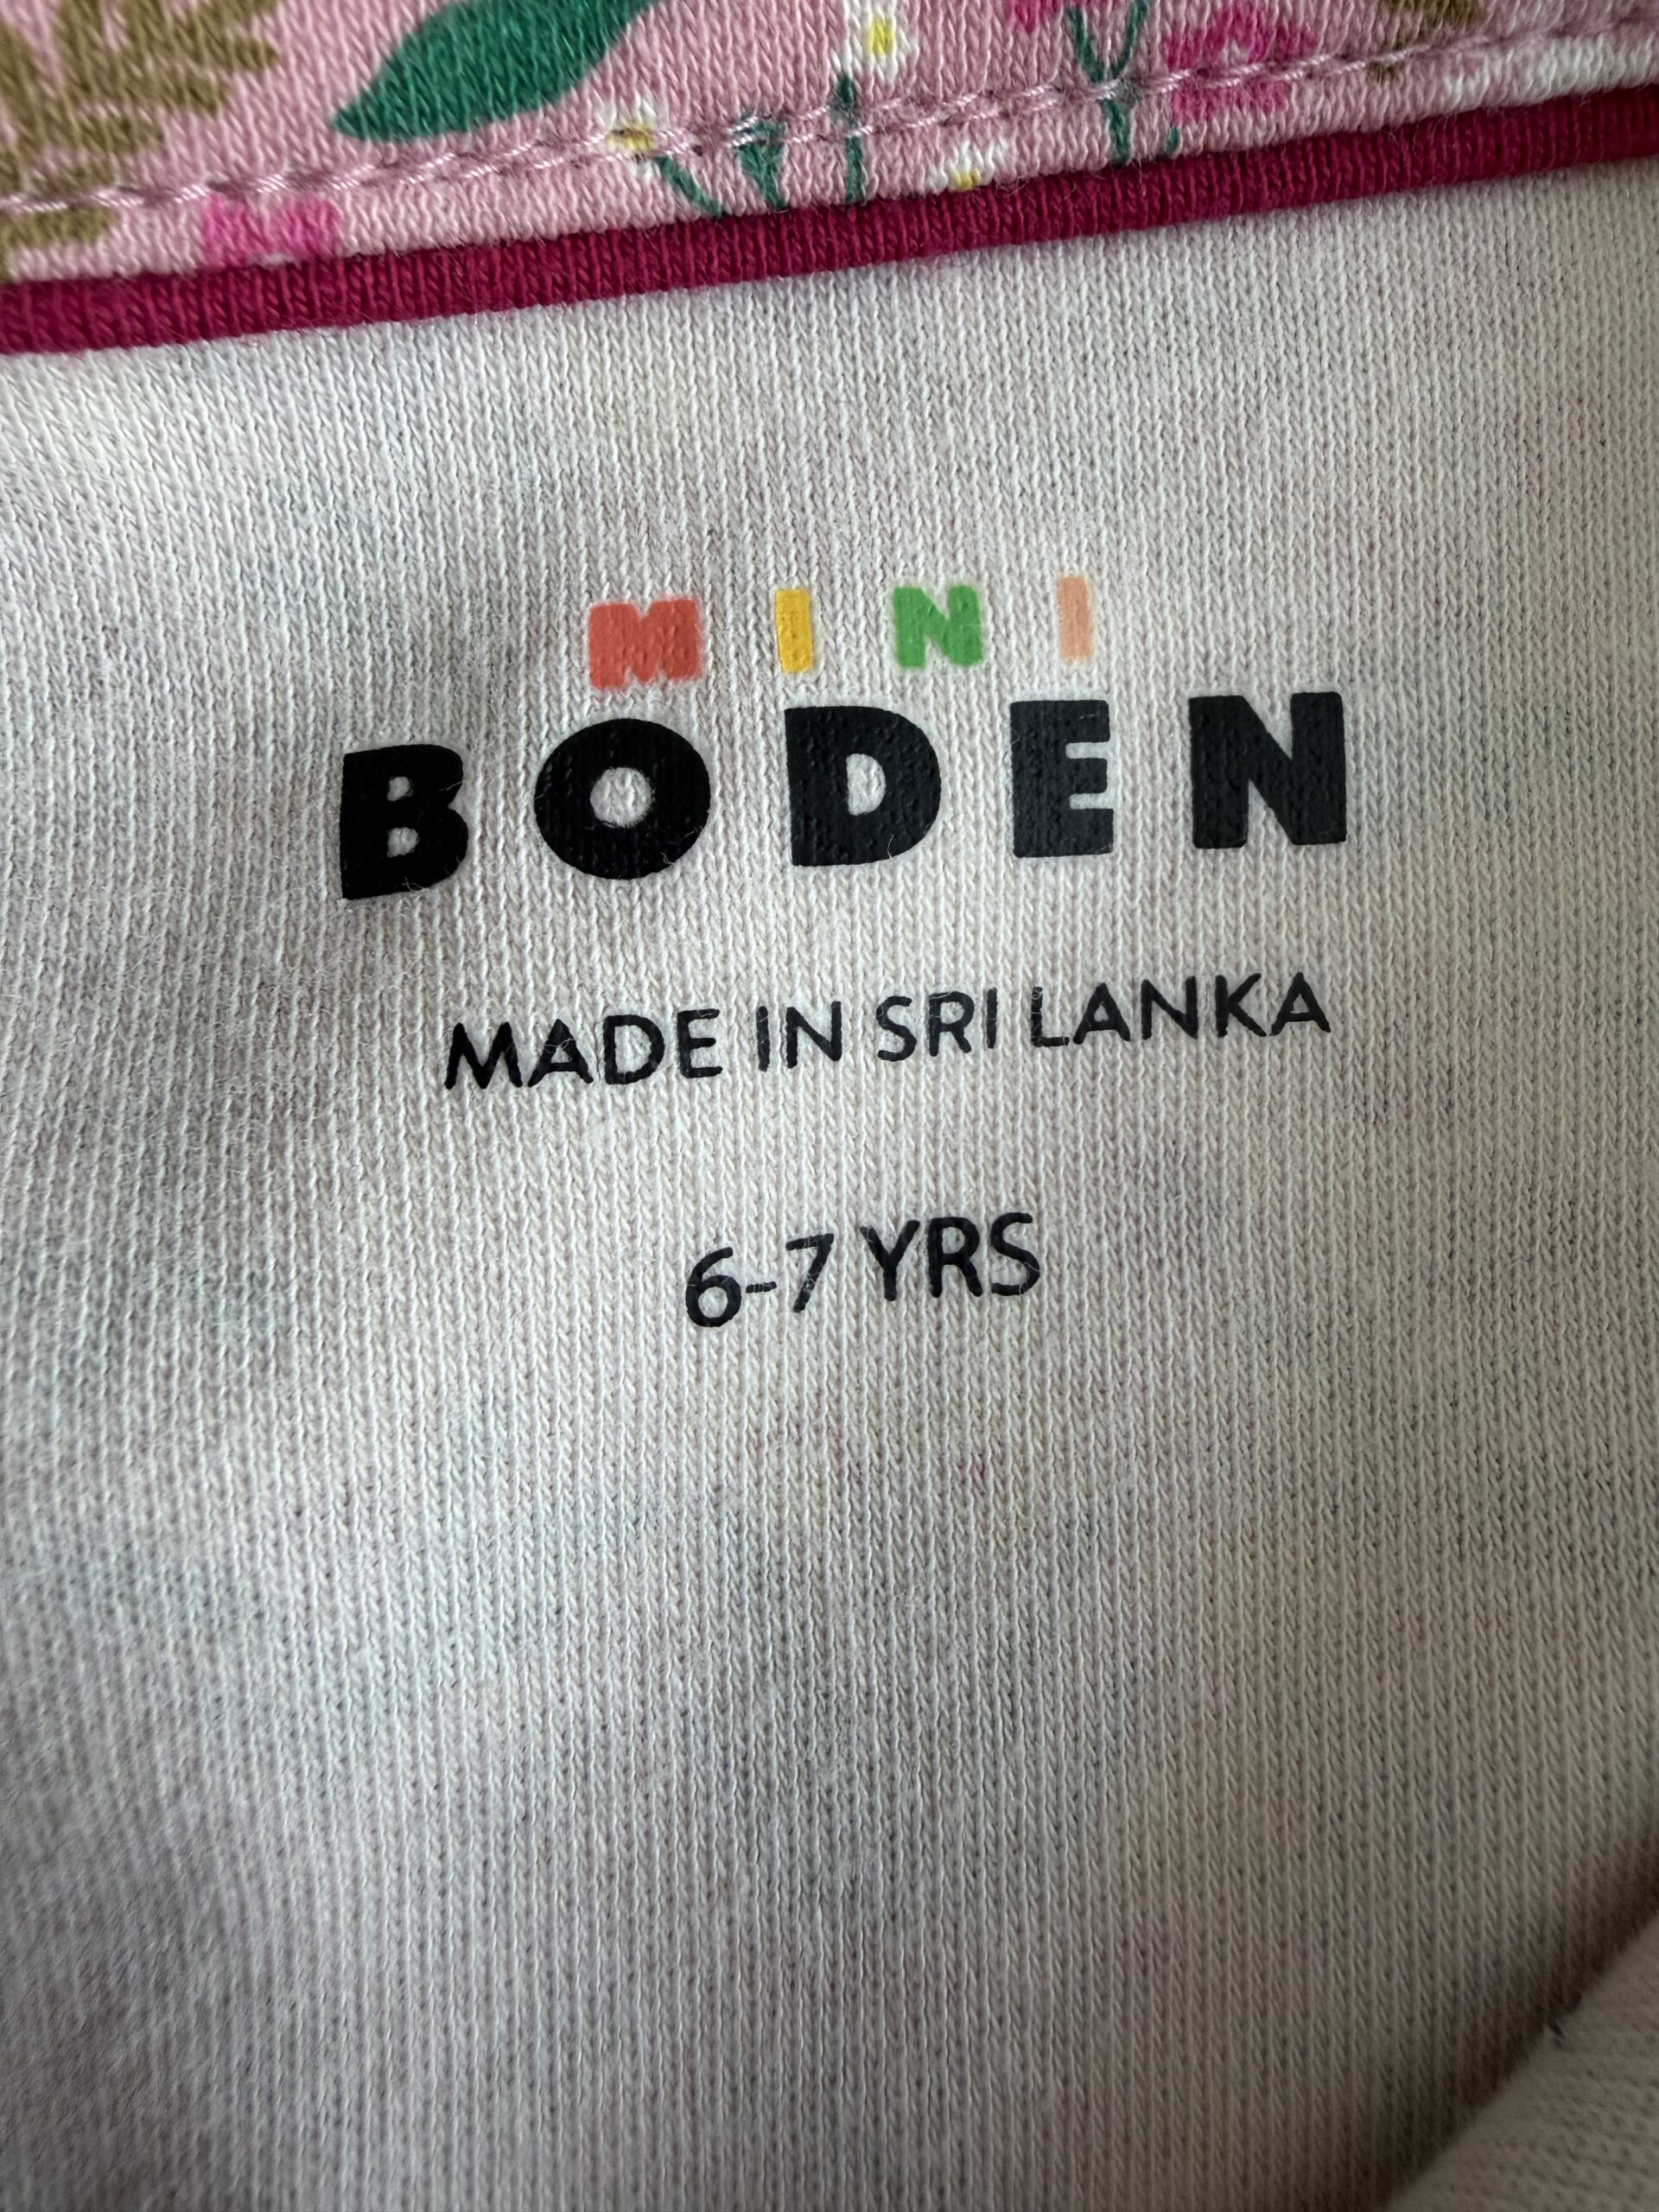 MINI
BODEN
MADE IN SRI LANKA
6-7 YRS